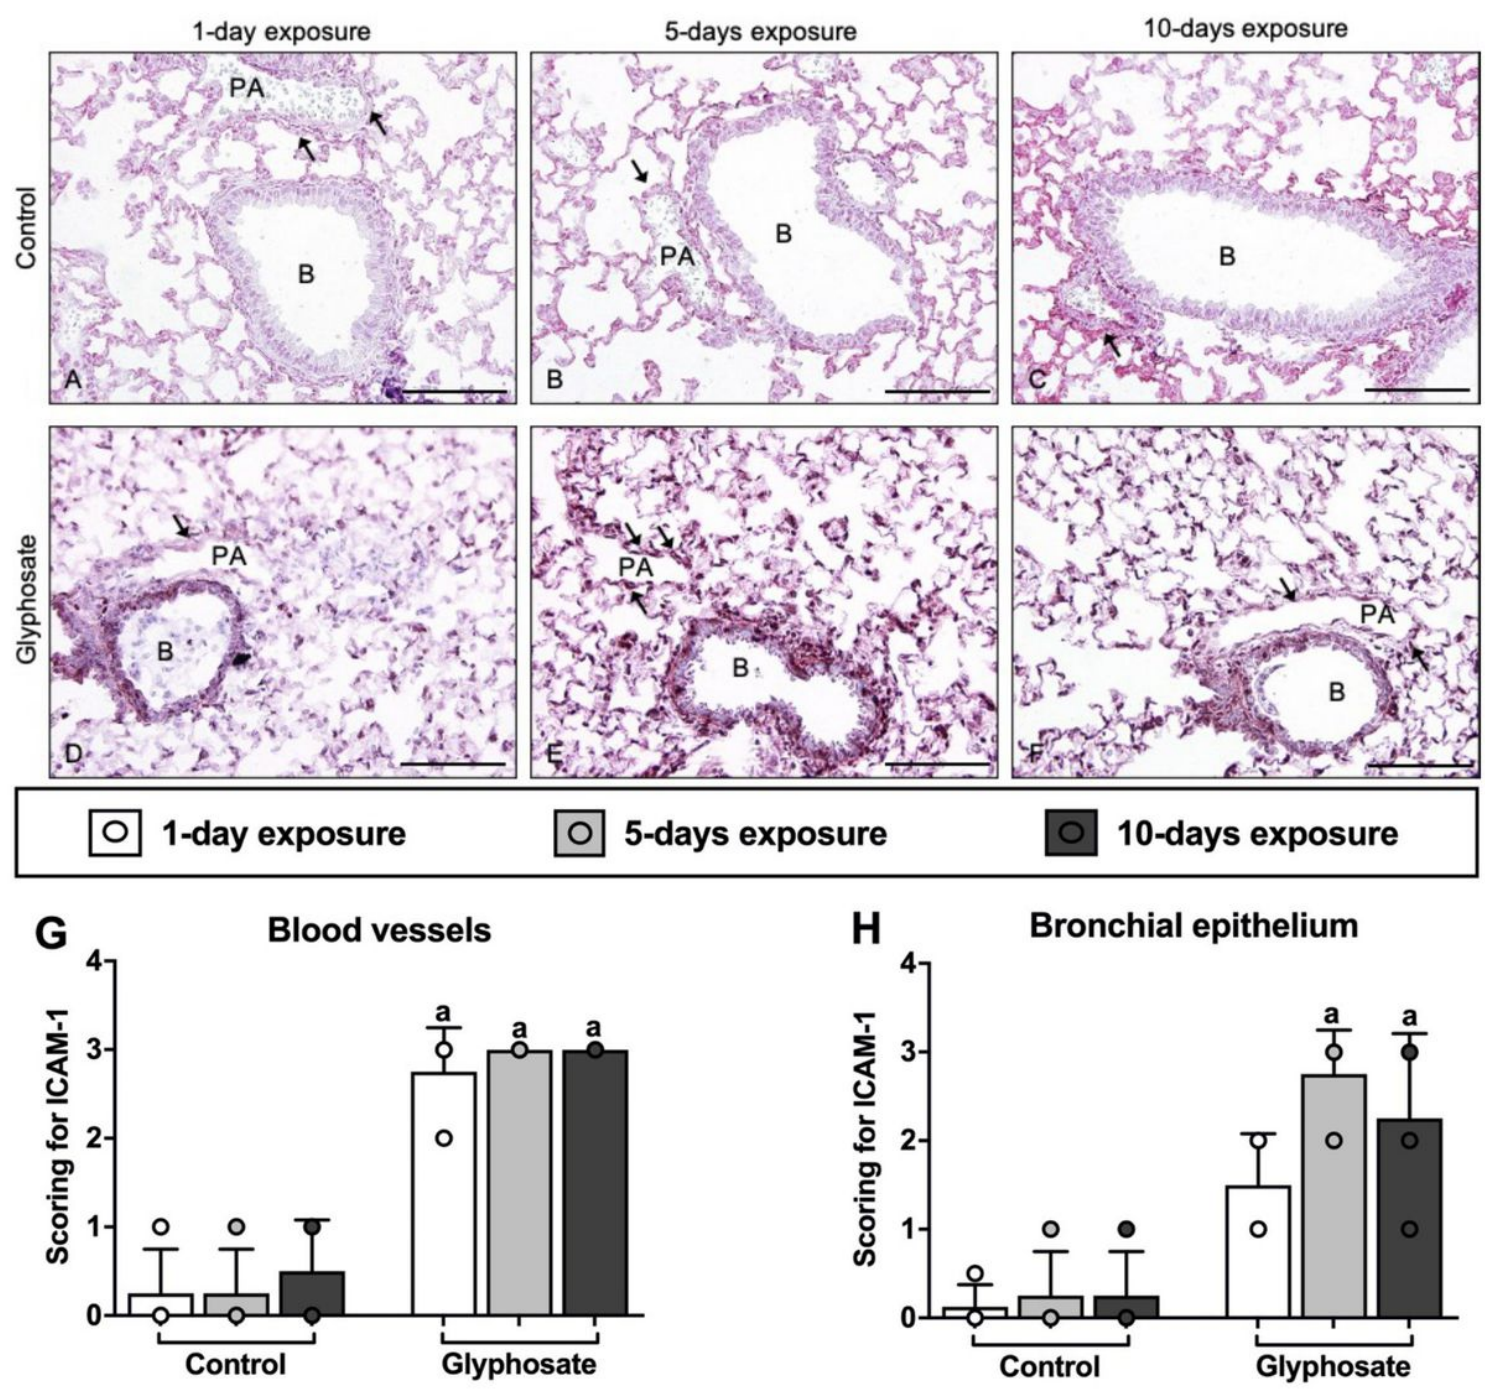 1-day exposure 5-days exposure 10-days exposure
Control
PA
B
A
PA
B
B
B
C
Glyphosate
PA
B
D
PA
B
E
PA
B
F
1-day exposure 5-days exposure 10-days exposure
G Blood vessels
Scoring for ICAM-1
4
3
2
1
0
a a a
Control Glyphosate
H Bronchial epithelium
Scoring for ICAM-1
4
3
2
1
0
a a
Control Glyphosate